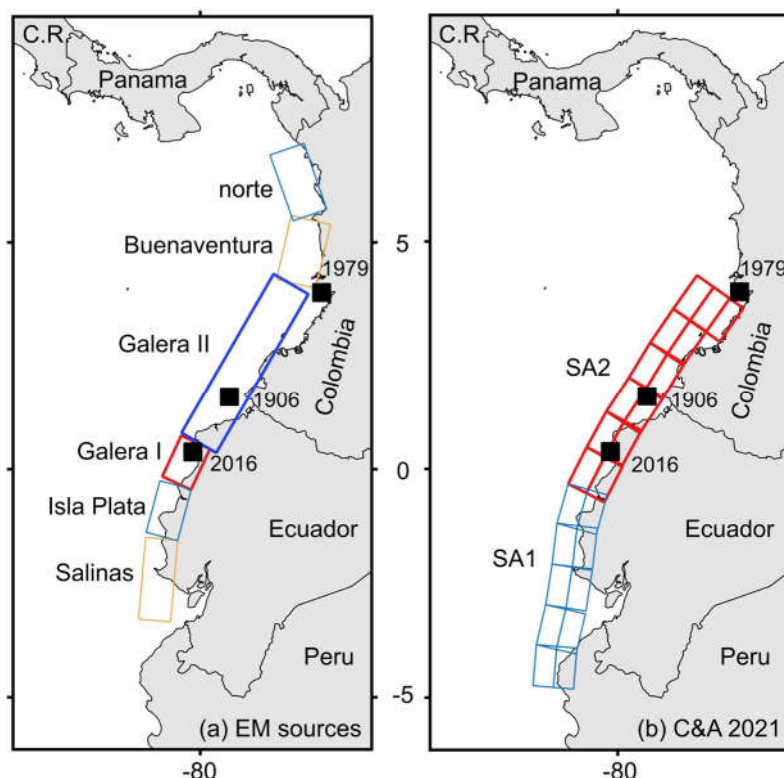 C.R
Panama
norte
Buenaventura
1979
Galera II
Colombia
1906
Galera I
2016
Isla Plata
Ecuador
Salinas
Peru
(a) EM sources
-80
5
0
-5
C.R
Panama
1979
Colombia
SA2
1906
2016
Ecuador
SA1
Peru
(b) C&A 2021
-80